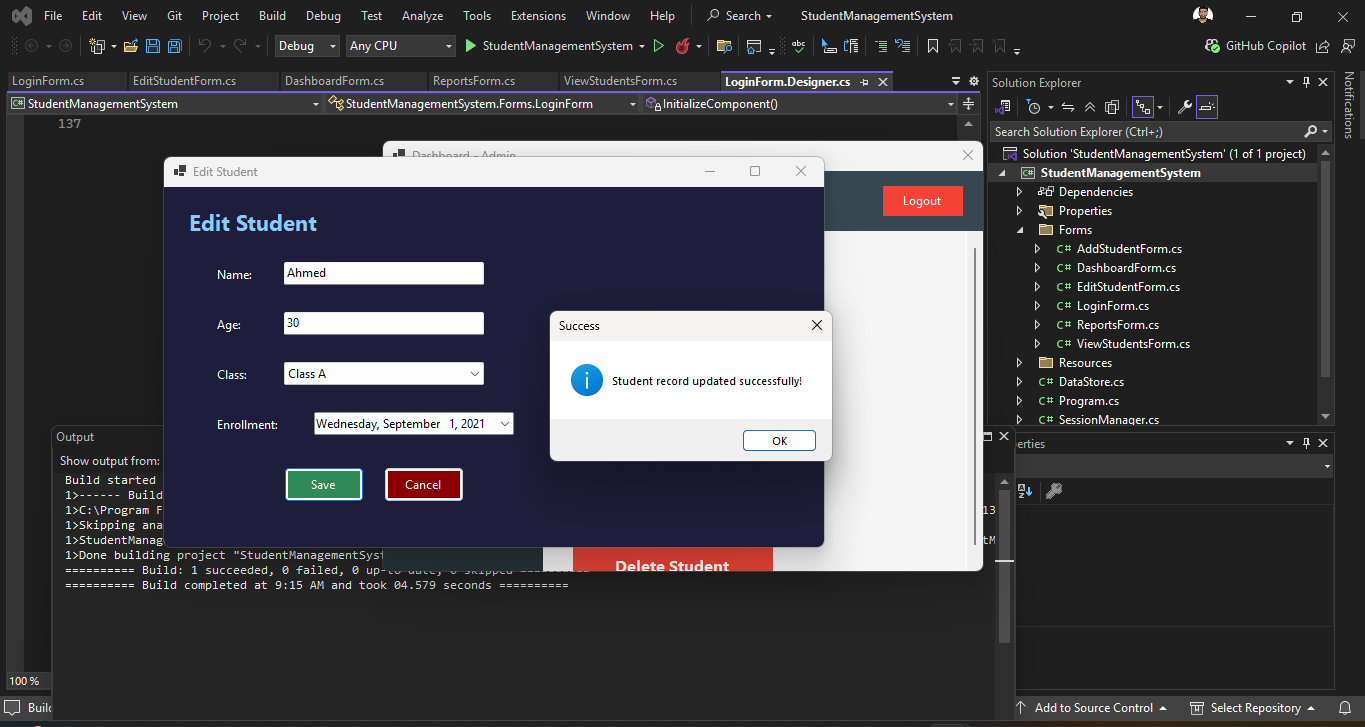 File Edit View Git Project Build Debug Test Analyze Tools Extensions Window Help Search StudentManagementSystem
Debug Any CPU StudentManagementSystem GitHub Copilot
LoginForm.cs EditStudentForm.cs DashboardForm.cs ReportsForm.cs ViewStudentsForm.cs LoginForm.Designer.cs
StudentManagementSystem StudentManagementSystem.Forms.LoginForm InitializeComponent()
137
Dashboard - Admin
Logout
Edit Student
Edit Student
Name: Ahmed
Age: 30
Class: Class A
Enrollment: Wednesday, September 1, 2021
Save Cancel
Success
Student record updated successfully!
OK
Delete Student
Output
Show output from:
Build started
1>------ Build
1>C:\Program F
13
1>Skipping ana
1>StudentManag
tM
1>Done building project "StudentManagementSyst
========== Build: 1 succeeded, 0 failed, 0 up-to-date, 0 skipped ==========
========== Build completed at 9:15 AM and took 04.579 seconds ==========
100 %
Solution Explorer
Search Solution Explorer (Ctrl+;)
Solution 'StudentManagementSystem' (1 of 1 project)
StudentManagementSystem
Dependencies
Properties
Forms
C# AddStudentForm.cs
C# DashboardForm.cs
C# EditStudentForm.cs
C# LoginForm.cs
C# ReportsForm.cs
C# ViewStudentsForm.cs
Resources
C# DataStore.cs
C# Program.cs
C# SessionManager.cs
erties
Notifications
Add to Source Control Select Repository